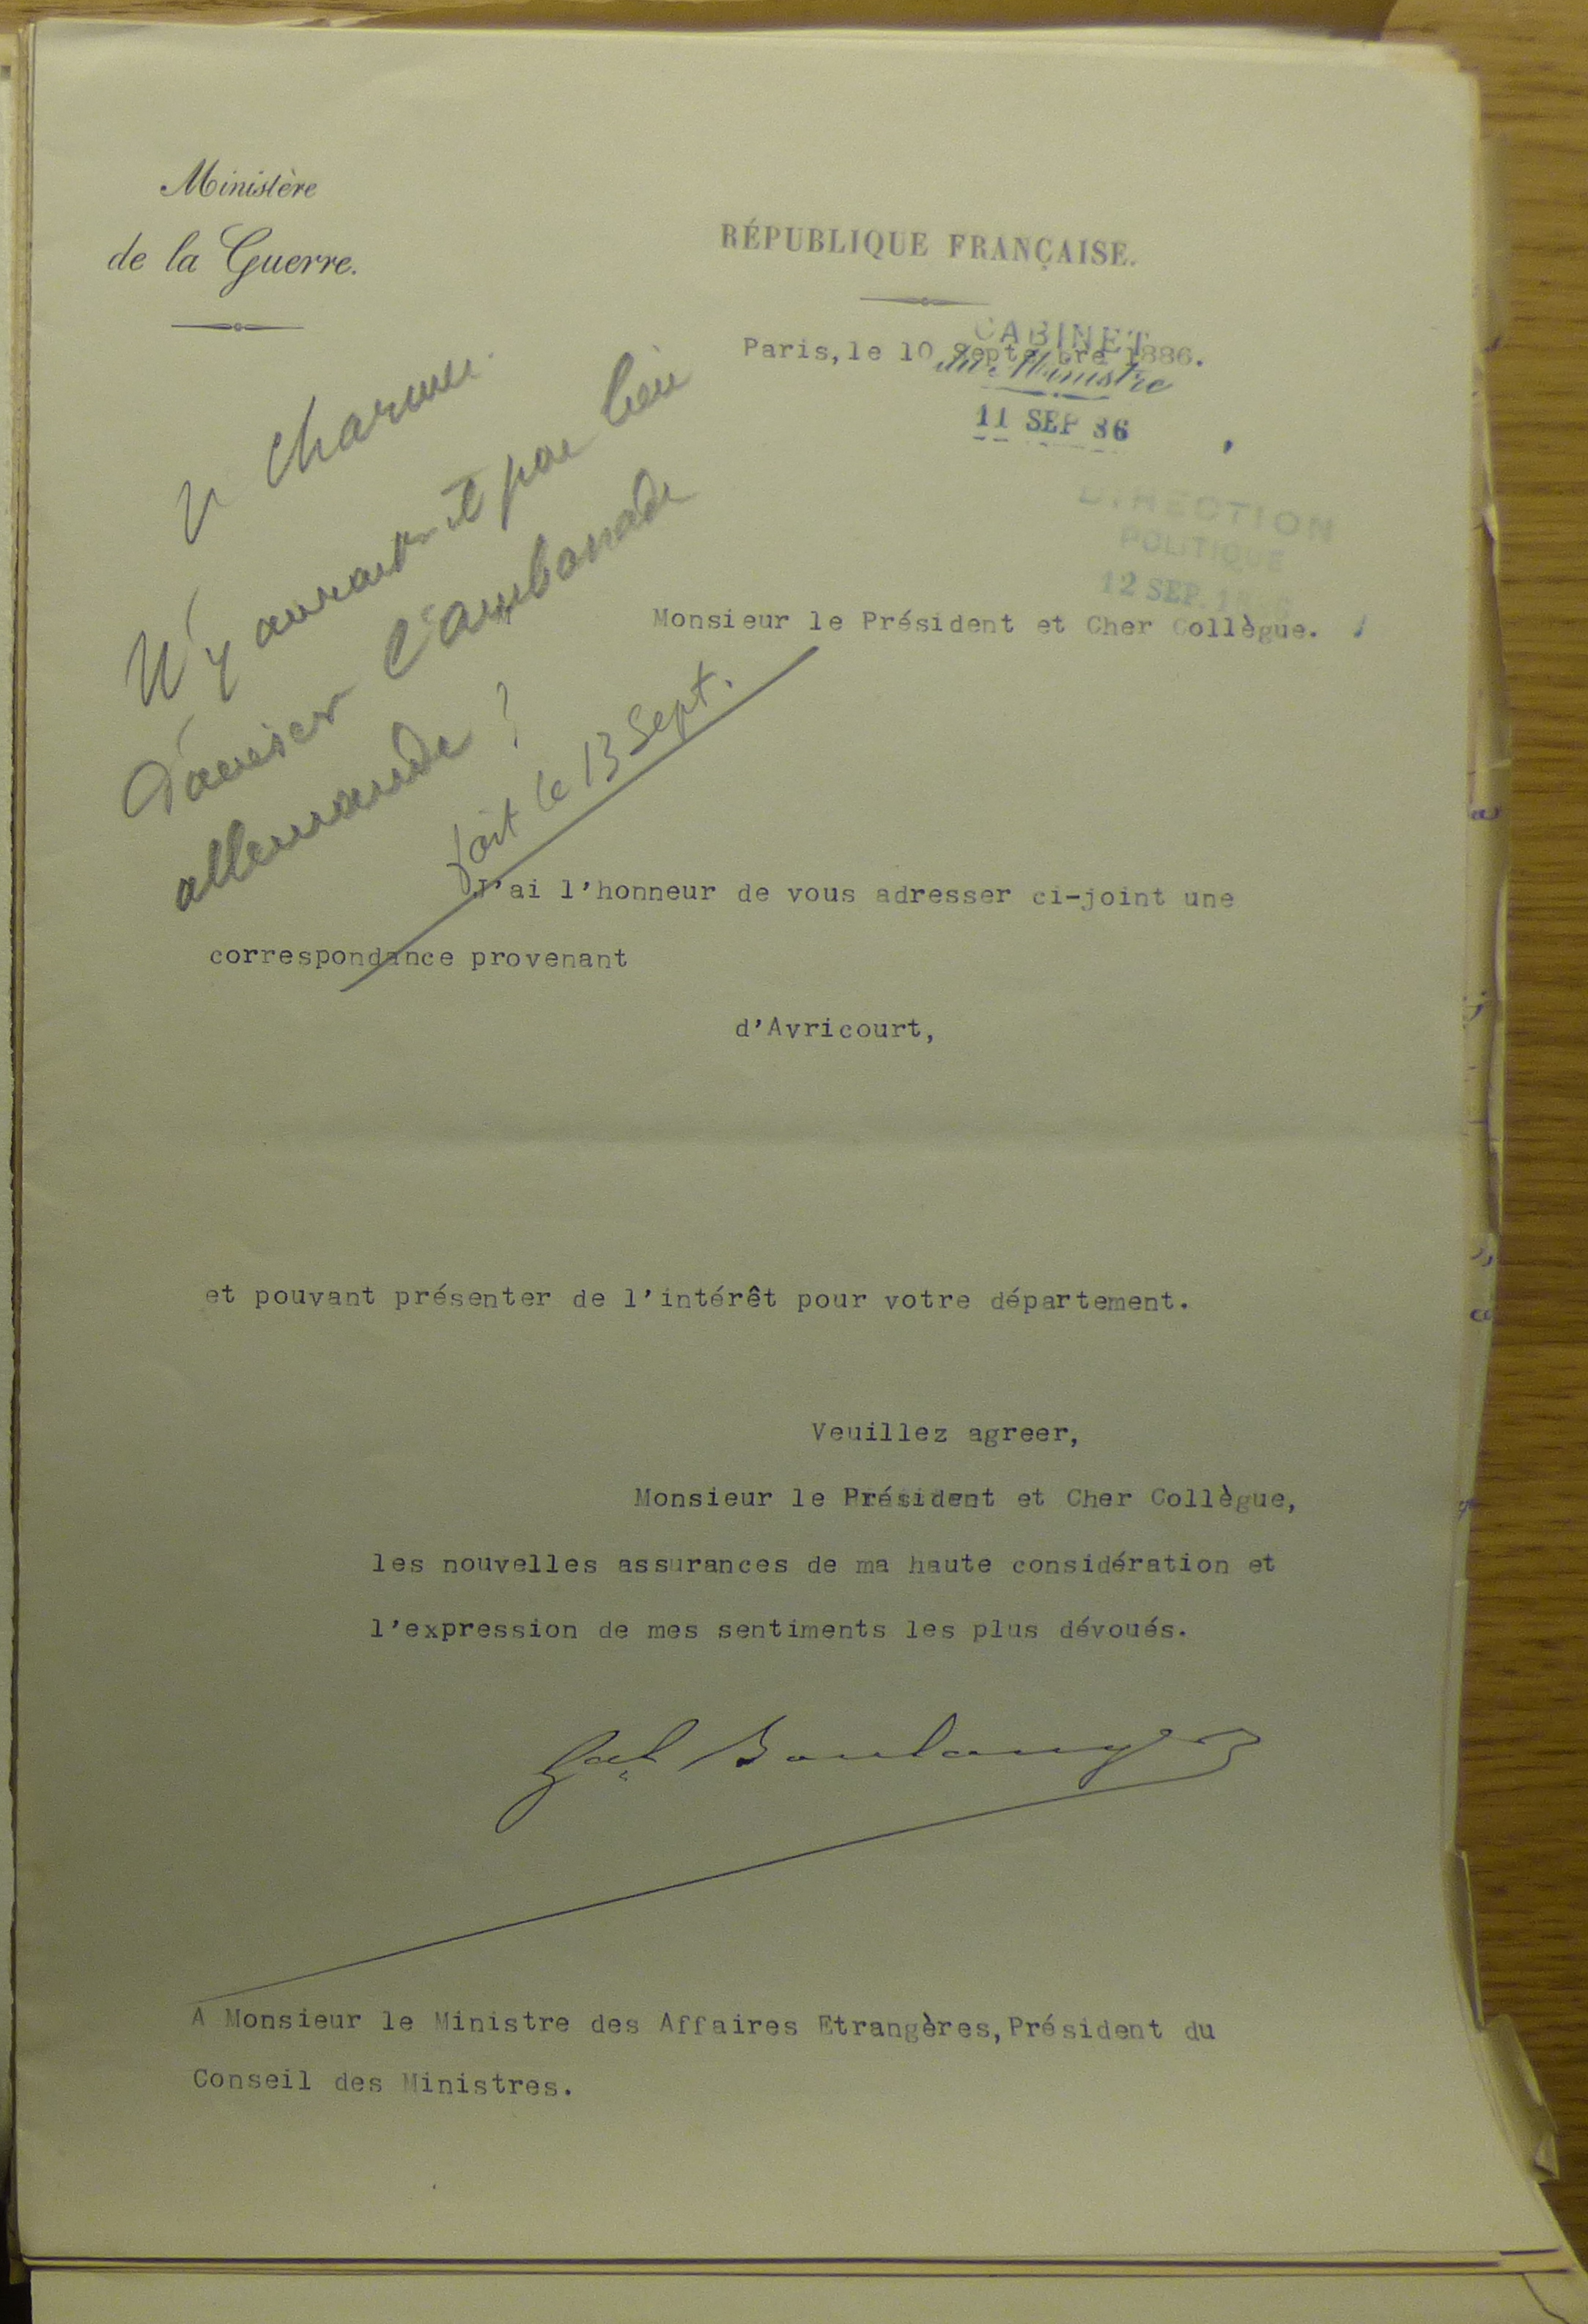 Ministère
de la Guerre.
RÉPUBLIQUE FRANÇAISE.
Paris, le 10 Septembre 1886.
CABINET
du Ministre
11 SEP 86
DIRECTION
POLITIQUE
12 SEP. 1886
Charmes
N'y aurait-il pas lieu
d'aviser l'ambassade
allemande ?
fait le 13 Sept.
Monsieur le Président et Cher Collègue.
J'ai l'honneur de vous adresser ci-joint une
correspondance provenant
d'Avricourt,
et pouvant présenter de l'intérêt pour votre département.
Veuillez agreer,
Monsieur le Président et Cher Collègue,
les nouvelles assurances de ma haute considération et
l'expression de mes sentiments les plus dévoués.
Gal Boulanger
A Monsieur le Ministre des Affaires Etrangères, Président du
Conseil des Ministres.